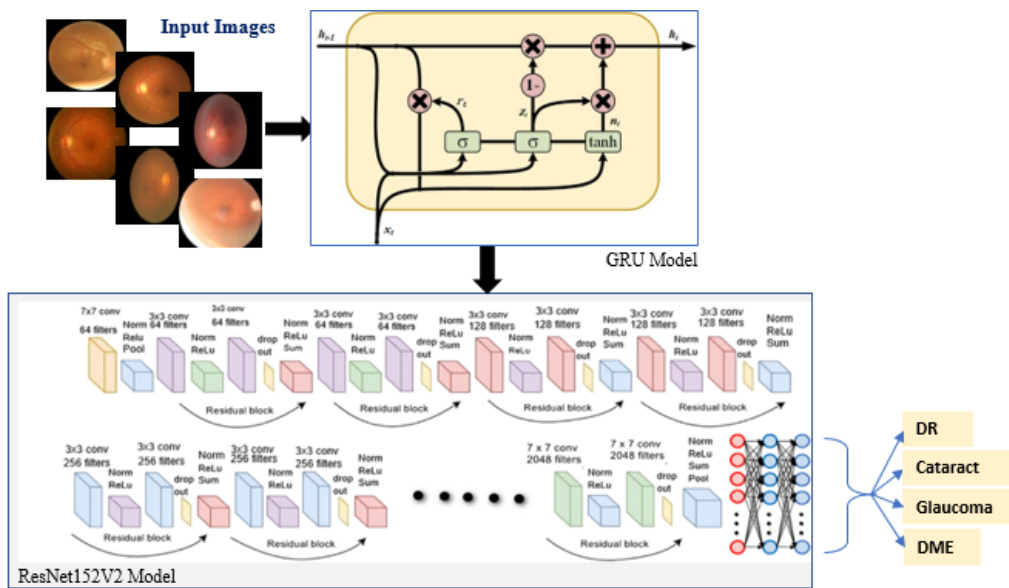 Input Images
h_{t-1}
h_t
1-
r_t
z_t
n_t
σ
σ
tanh
x_t
GRU Model
7x7 conv
64 filters
Norm
Relu
Pool
3x3 conv
64 filters
Norm
ReLu
3x3 conv
64 filters
drop
out
Norm
ReLu
Sum
3x3 conv
64 filters
Norm
ReLu
3x3 conv
64 filters
drop
out
Norm
ReLu
Sum
3x3 conv
128 filters
Norm
ReLu
3x3 conv
128 filters
drop
out
Norm
ReLu
Sum
3x3 conv
128 filters
Norm
ReLu
3x3 conv
128 filters
drop
out
Norm
ReLu
Sum
Residual block
Residual block
Residual block
Residual block
3x3 conv
256 filters
Norm
ReLu
3x3 conv
256 filters
drop
out
Norm
ReLu
Sum
3x3 conv
256 filters
Norm
ReLu
3x3 conv
256 filters
drop
out
Norm
ReLu
Sum
7 x 7 conv
2048 filters
Norm
ReLu
7 x 7 conv
2048 filters
drop
out
Norm
ReLu
Sum
Pool
Residual block
Residual block
Residual block
ResNet152V2 Model
DR
Cataract
Glaucoma
DME